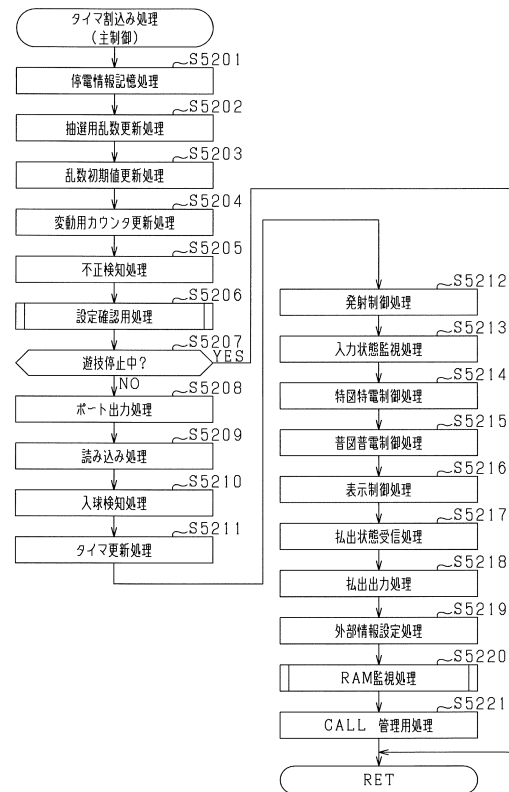 タイマ割込み処理
(主制御)
S5201
停電情報記憶処理
S5202
抽選用乱数更新処理
S5203
乱数初期値更新処理
S5204
変動用カウンタ更新処理
S5205
不正検知処理
S5206
設定確認用処理
S5207
遊技停止中?
YES
NO
S5208
ポート出力処理
S5209
読み込み処理
S5210
入球検知処理
S5211
タイマ更新処理
S5212
発射制御処理
S5213
入力状態監視処理
S5214
特図特電制御処理
S5215
普図普電制御処理
S5216
表示制御処理
S5217
払出状態受信処理
S5218
払出出力処理
S5219
外部情報設定処理
S5220
RAM監視処理
S5221
CALL 管理用処理
RET